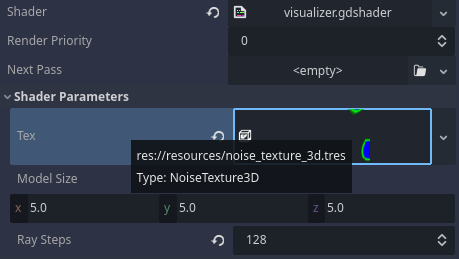 Shader visualizer.gdshader
Render Priority 0
Next Pass <empty>
Shader Parameters
Tex
res://resources/noise_texture_3d.tres
Type: NoiseTexture3D
Model Size
x 5.0 y 5.0 z 5.0
Ray Steps 128